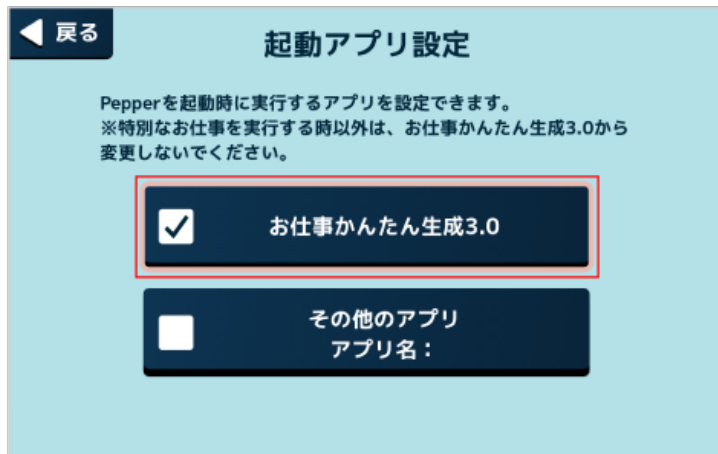 戻る
起動アプリ設定
Pepperを起動時に実行するアプリを設定できます。
※特別なお仕事を実行する時以外は、お仕事かんたん生成3.0から
変更しないでください。
お仕事かんたん生成3.0
その他のアプリ
アプリ名：